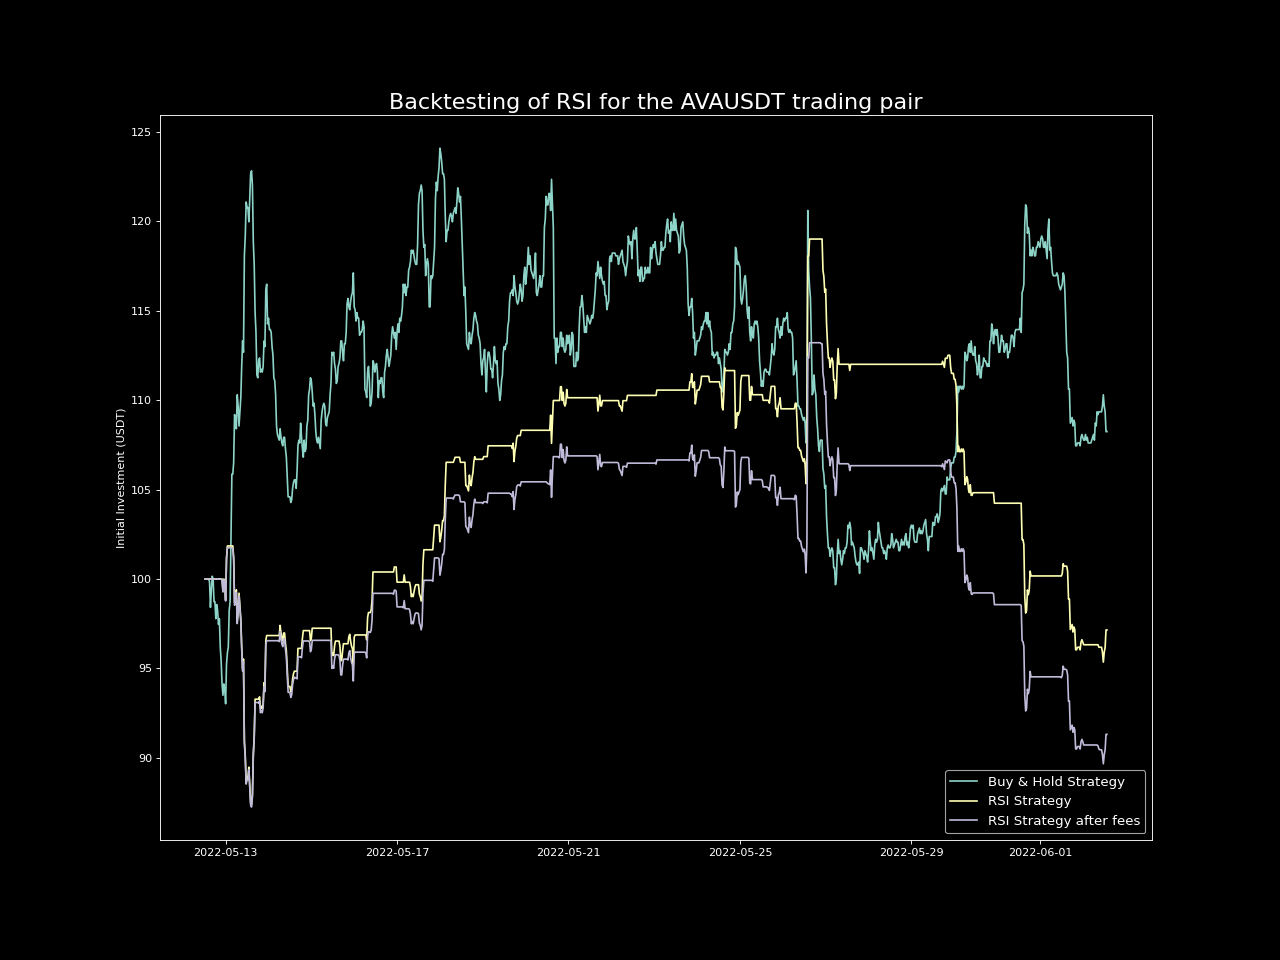 Backtesting of RSI for the AVAUSDT trading pair
125
120
115
110
105
100
95
90
Initial Investment (USDT)
2022-05-13
2022-05-17
2022-05-21
2022-05-25
2022-05-29
2022-06-01
Buy & Hold Strategy
RSI Strategy
RSI Strategy after fees